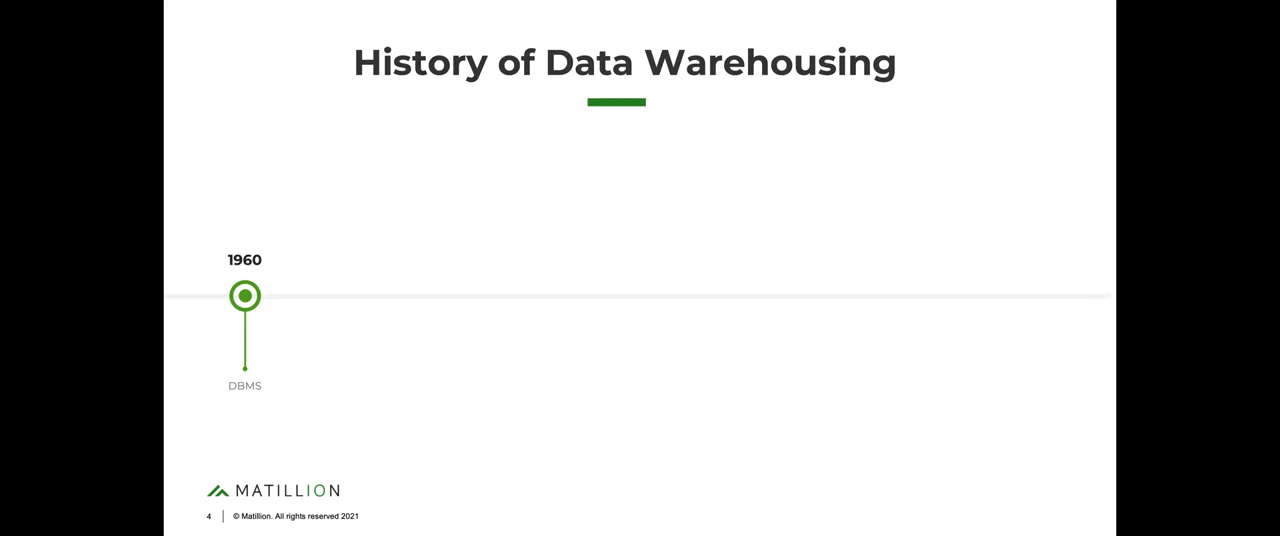 History of Data Warehousing
1960
DBMS
MATILLION
4 © Matillion. All rights reserved 2021